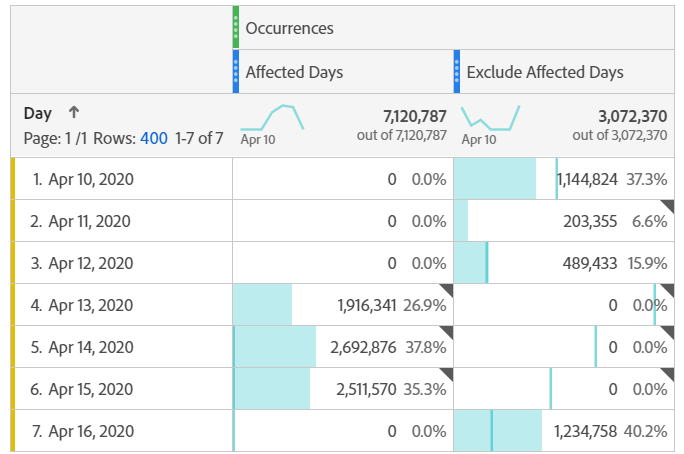 Occurrences
Affected Days Exclude Affected Days
Day ↑ 7,120,787 3,072,370
Page: 1 /1 Rows: 400 1-7 of 7 Apr 10 out of 7,120,787 Apr 10 out of 3,072,370
1. Apr 10, 2020 0 0.0% 1,144,824 37.3%
2. Apr 11, 2020 0 0.0% 203,355 6.6%
3. Apr 12, 2020 0 0.0% 489,433 15.9%
4. Apr 13, 2020 1,916,341 26.9% 0 0.0%
5. Apr 14, 2020 2,692,876 37.8% 0 0.0%
6. Apr 15, 2020 2,511,570 35.3% 0 0.0%
7. Apr 16, 2020 0 0.0% 1,234,758 40.2%